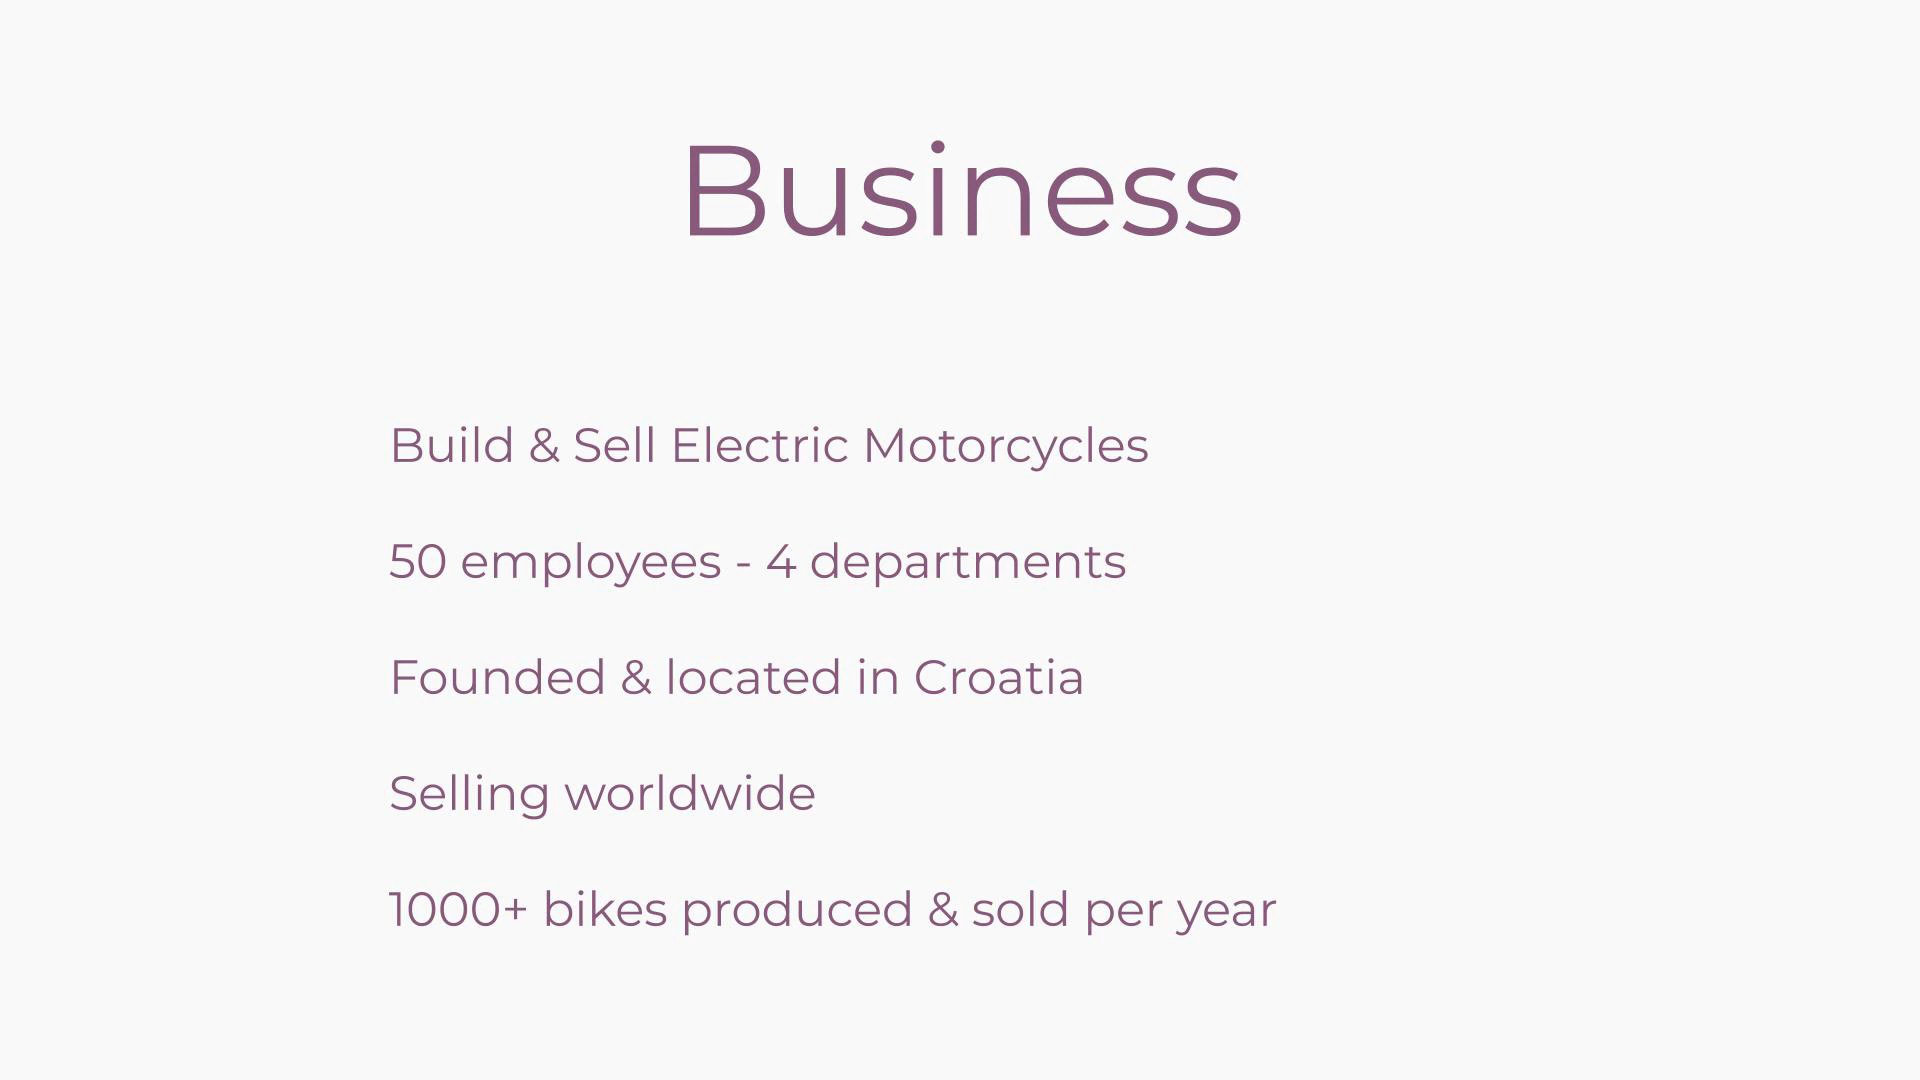 Business
Build & Sell Electric Motorcycles
50 employees - 4 departments
Founded & located in Croatia
Selling worldwide
1000+ bikes produced & sold per year